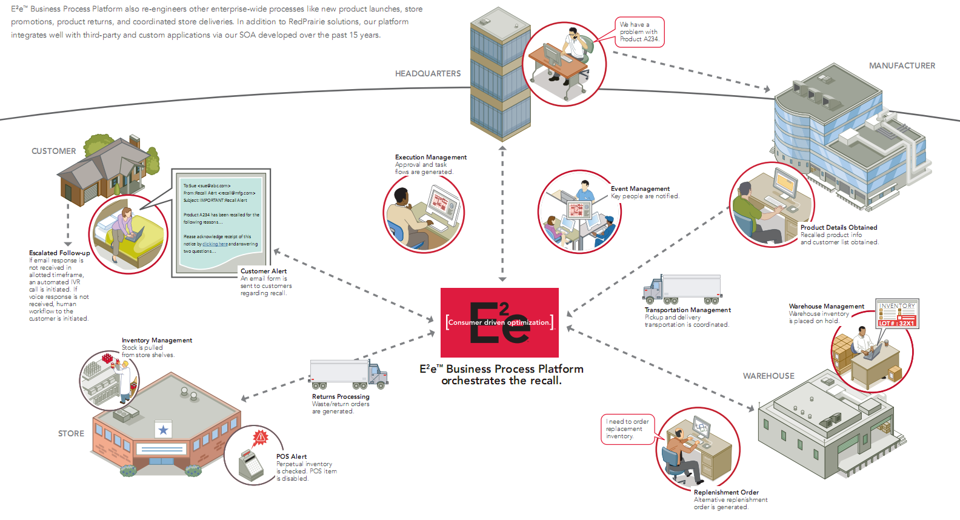 E²e™ Business Process Platform also re-engineers other enterprise-wide processes like new product launches, store
promotions, product returns, and coordinated store deliveries. In addition to RedPrairie solutions, our platform
integrates well with third-party and custom applications via our SOA developed over the past 15 years.
We have a
problem with
Product A234.
HEADQUARTERS
MANUFACTURER
CUSTOMER
To:Sue <sue@abc.com>
From:Recall Alert <recall@mfg.com>
Subject: IMPORTANT Recall Alert
Product A234 has been recalled for the
following reasons...
Please acknowledge receipt of this
notice by clicking here and answering
two questions...
Execution Management
Approval and task
flows are generated.
Event Management
Key people are notified.
Product Details Obtained
Recalled product info
and customer list obtained.
Escalated Follow-up
If email response is
not received in
allotted timeframe,
an automated IVR
call is initiated. If
voice response is not
received, human
workflow to the
customer is initiated.
Customer Alert
An email form is
sent to customers
regarding recall.
E²e
[Consumer driven optimization.]
E²e™ Business Process Platform
orchestrates the recall.
Transportation Management
Pickup and delivery
transportation is coordinated.
Warehouse Management
Warehouse inventory
is placed on hold.
INVENTORY
LOT#: 22XT
Inventory Management
Stock is pulled
from store shelves.
Returns Processing
Waste/return orders
are generated.
WAREHOUSE
STORE
POS Alert
Perpetual inventory
is checked. POS item
is disabled.
I need to order
replacement
inventory.
Replenishment Order
Alternative replenishment
order is generated.